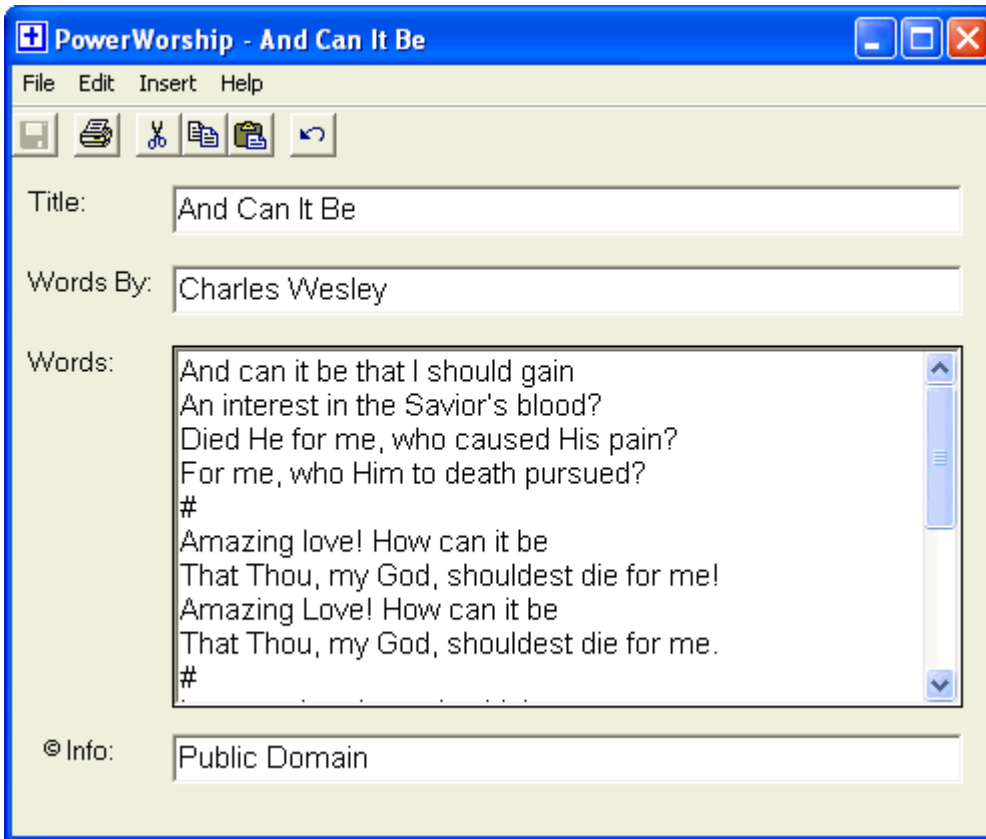 PowerWorship - And Can It Be
File Edit Insert Help
Title:
And Can It Be
Words By:
Charles Wesley
Words:
And can it be that I should gain
An interest in the Savior's blood?
Died He for me, who caused His pain?
For me, who Him to death pursued?
#
Amazing love! How can it be
That Thou, my God, shouldest die for me!
Amazing Love! How can it be
That Thou, my God, shouldest die for me.
#
© Info:
Public Domain